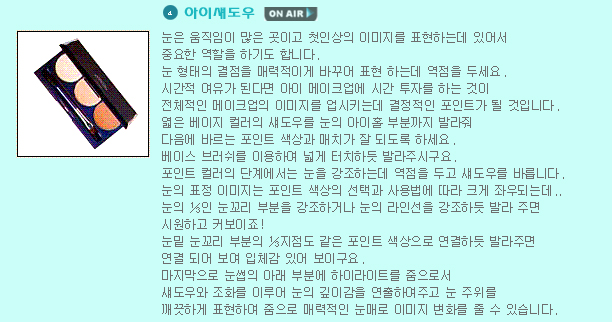 4 아이섀도우 ON AIR
눈은 움직임이 많은 곳이고 첫인상의 이미지를 표현하는데 있어서
중요한 역할을 하기도 합니다.
눈 형태의 결점을 매력적이게 바꾸어 표현 하는데 역점을 두세요.
시간적 여유가 된다면 아이 메이크업에 시간 투자를 하는 것이
전체적인 메이크업의 이미지를 업시키는데 결정적인 포인트가 될 것입니다.
엷은 베이지 컬러의 섀도우를 눈의 아이홀 부분까지 발라줘
다음에 바르는 포인트 색상과 매치가 잘 되도록 하세요.
베이스 브러쉬를 이용하여 넓게 터치하듯 발라주시구요.
포인트 컬러의 단계에서는 눈을 강조하는데 역점을 두고 섀도우를 바릅니다.
눈의 표정 이미지는 포인트 색상의 선택과 사용법에 따라 크게 좌우되는데..
눈의 ⅓인 눈꼬리 부분을 강조하거나 눈의 라인선을 강조하듯 발라 주면
시원하고 커보이죠!
눈밑 눈꼬리 부분의 ⅓지점도 같은 포인트 색상으로 연결하듯 발라주면
연결 되어 보여 입체감 있어 보이구요.
마지막으로 눈썹의 아래 부분에 하이라이트를 줌으로서
섀도우와 조화를 이루어 눈의 깊이감을 연출하여주고 눈 주위를
깨끗하게 표현하여 줌으로 매력적인 눈매로 이미지 변화를 줄 수 있습니다.